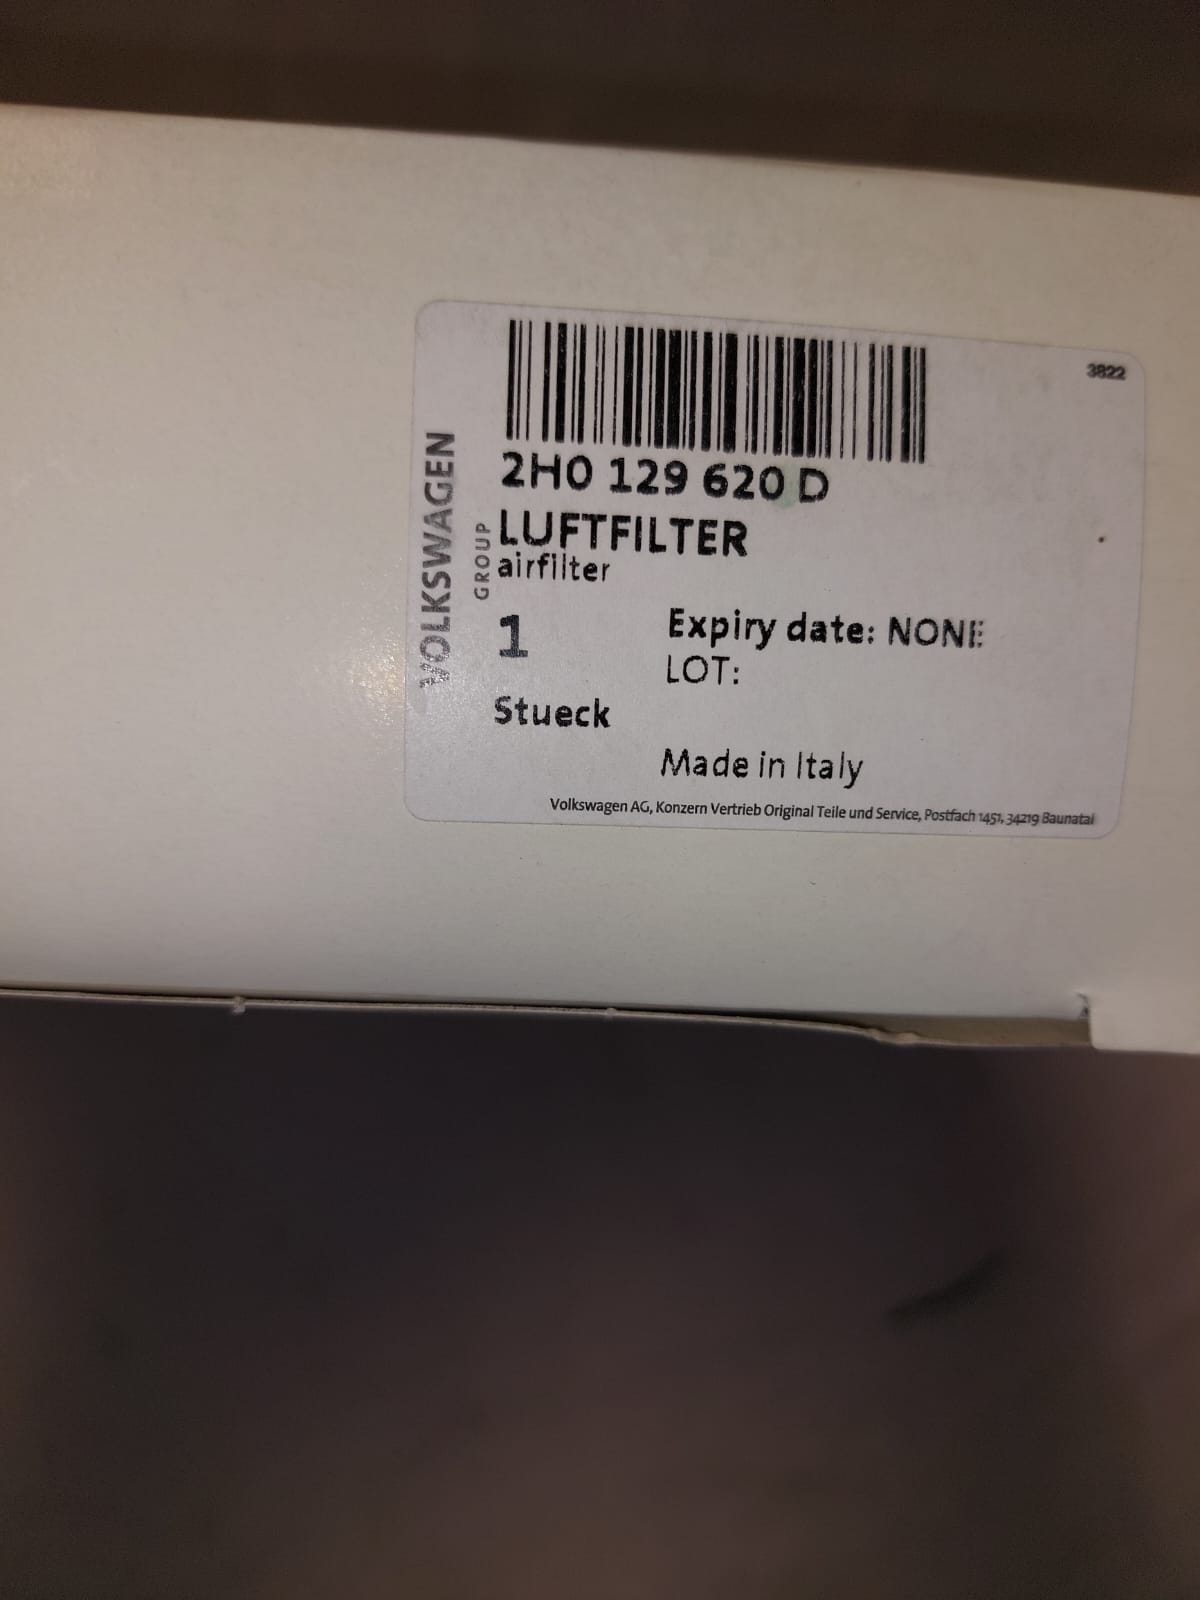 3822
2H0 129 620 D
LUFTFILTER
airfilter
VOLKSWAGEN
GROUP
1
Expiry date: NONE
LOT:
Stueck
Made in Italy
Volkswagen AG, Konzern Vertrieb Original Teile und Service, Postfach 1451, 34219 Baunatal